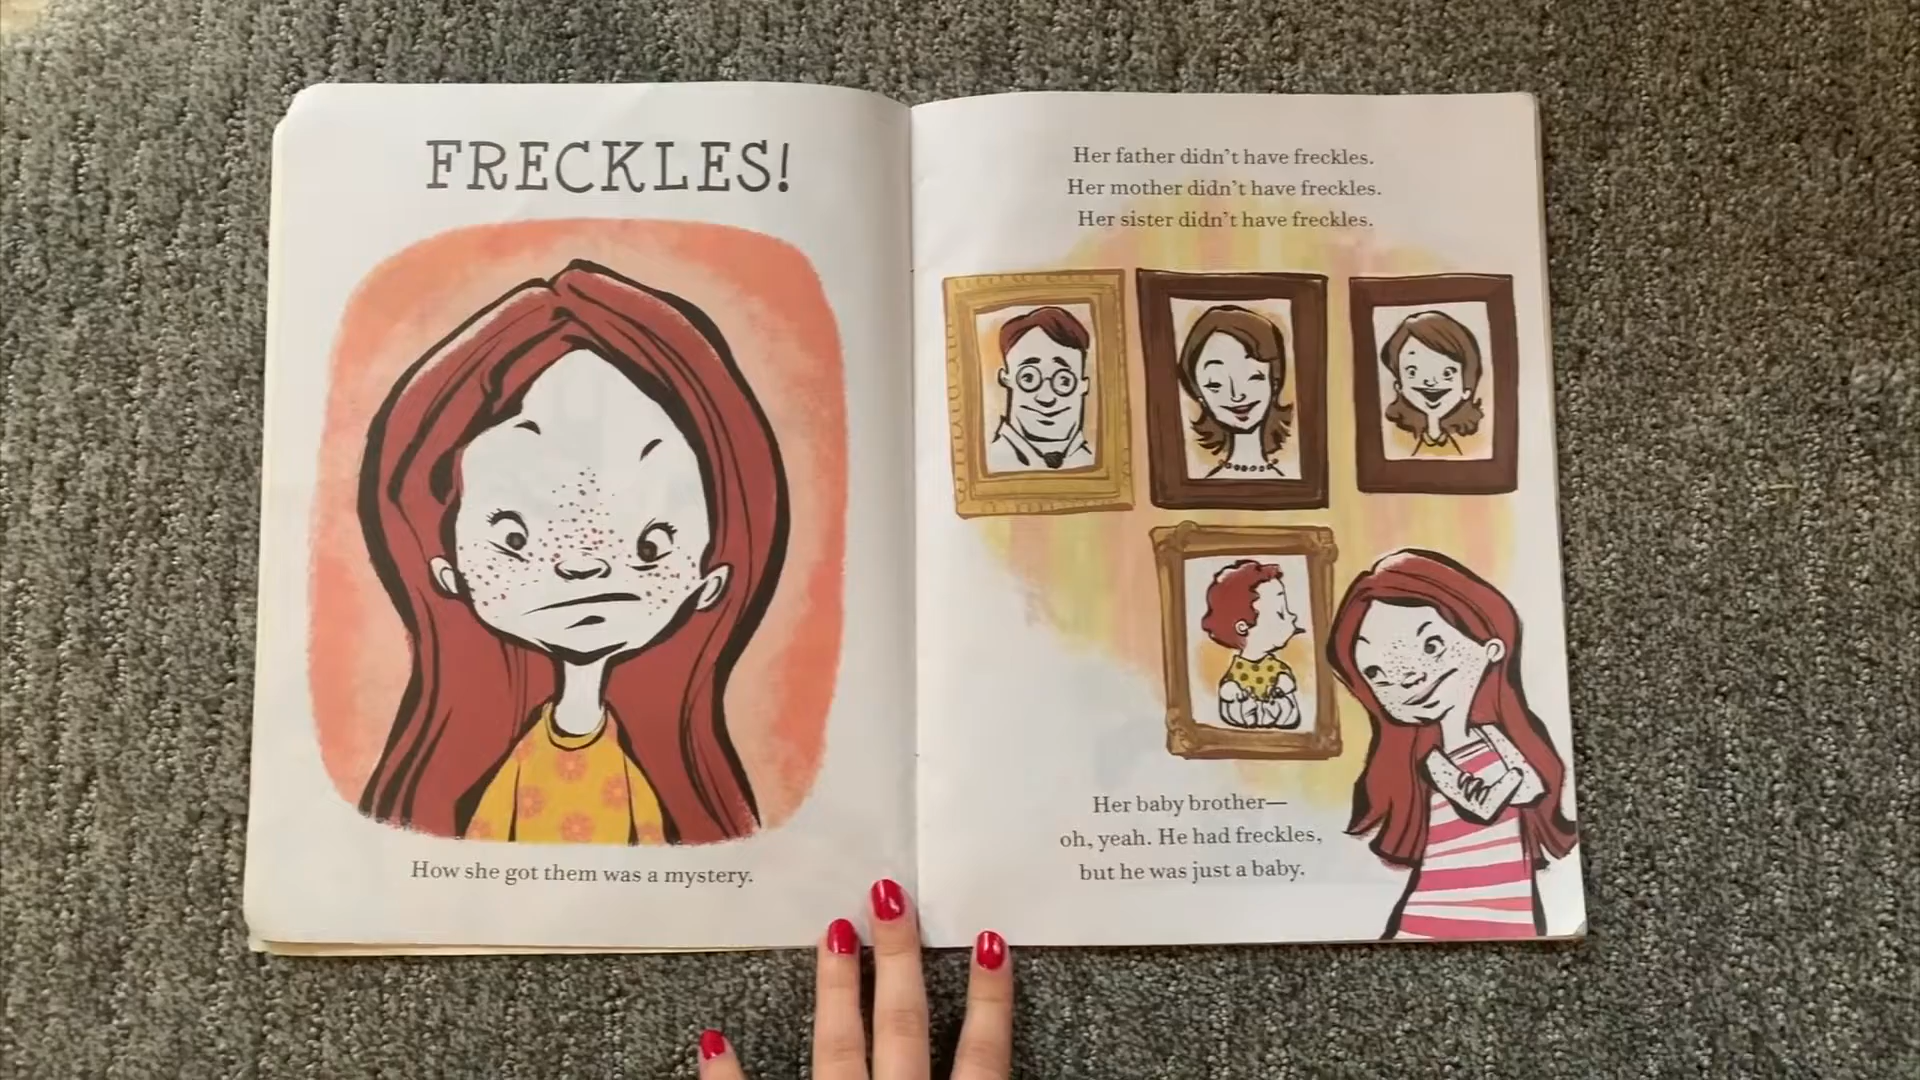 FRECKLES!
How she got them was a mystery.
Her father didn't have freckles.
Her mother didn't have freckles.
Her sister didn't have freckles.
Her baby brother—
oh, yeah. He had freckles,
but he was just a baby.